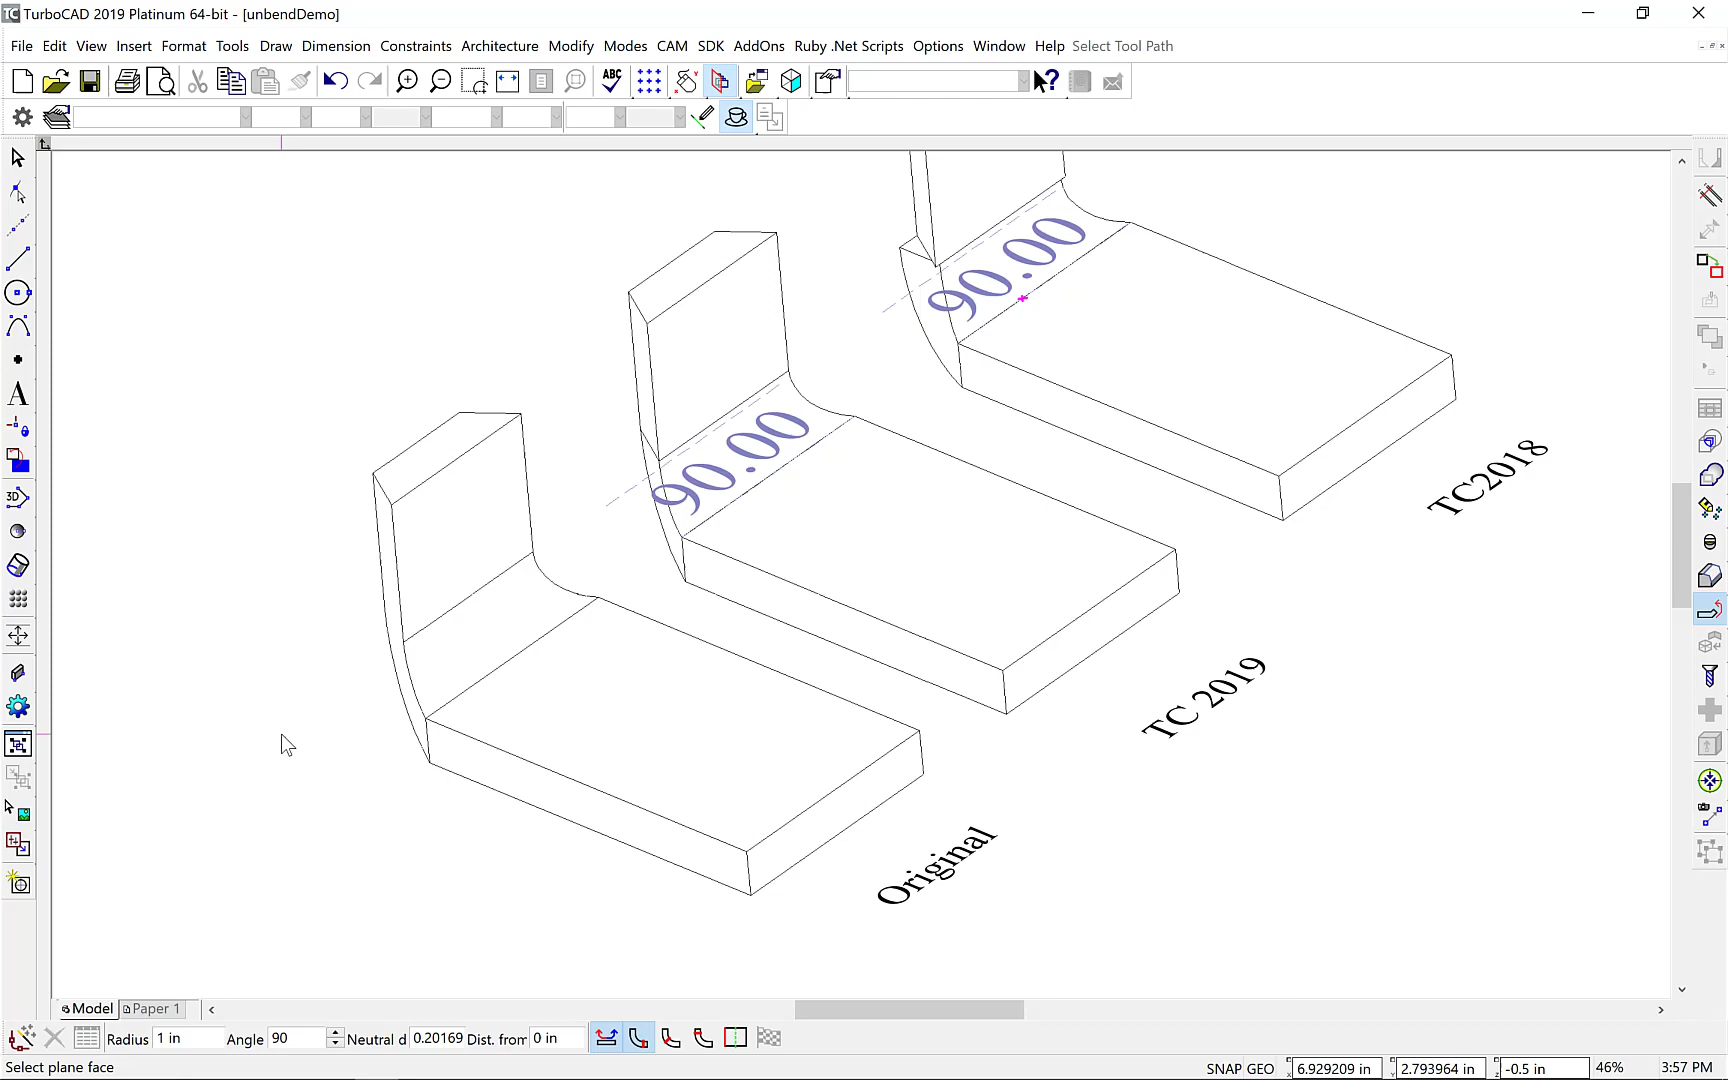 TurboCAD 2019 Platinum 64-bit - [unbendDemo]
File Edit View Insert Format Tools Draw Dimension Constraints Architecture Modify Modes CAM SDK AddOns Ruby .Net Scripts Options Window Help Select Tool Path
ABC
90.00
90.00
TC2018
TC 2019
Original
A
3D
Model Paper 1
Radius 1 in Angle 90 Neutral d 0.20169 Dist. from 0 in
Select plane face SNAP GEO 6.929209 in 2.793964 in -0.5 in 46% 3:57 PM